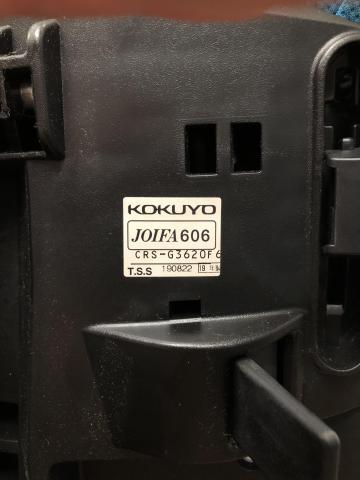 KOKUYO
JOIFA 606
CRS-G3620F6
T.S.S 190822